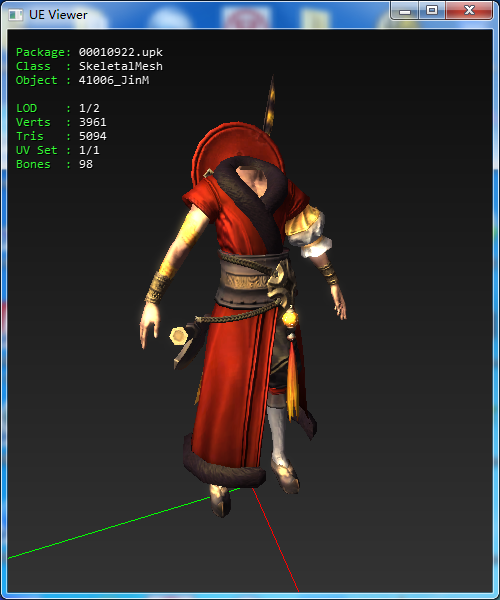 UE Viewer
Package: 00010922.upk
Class : SkeletalMesh
Object : 41006_JinM
LOD : 1/2
Verts : 3961
Tris : 5094
UV Set : 1/1
Bones : 98